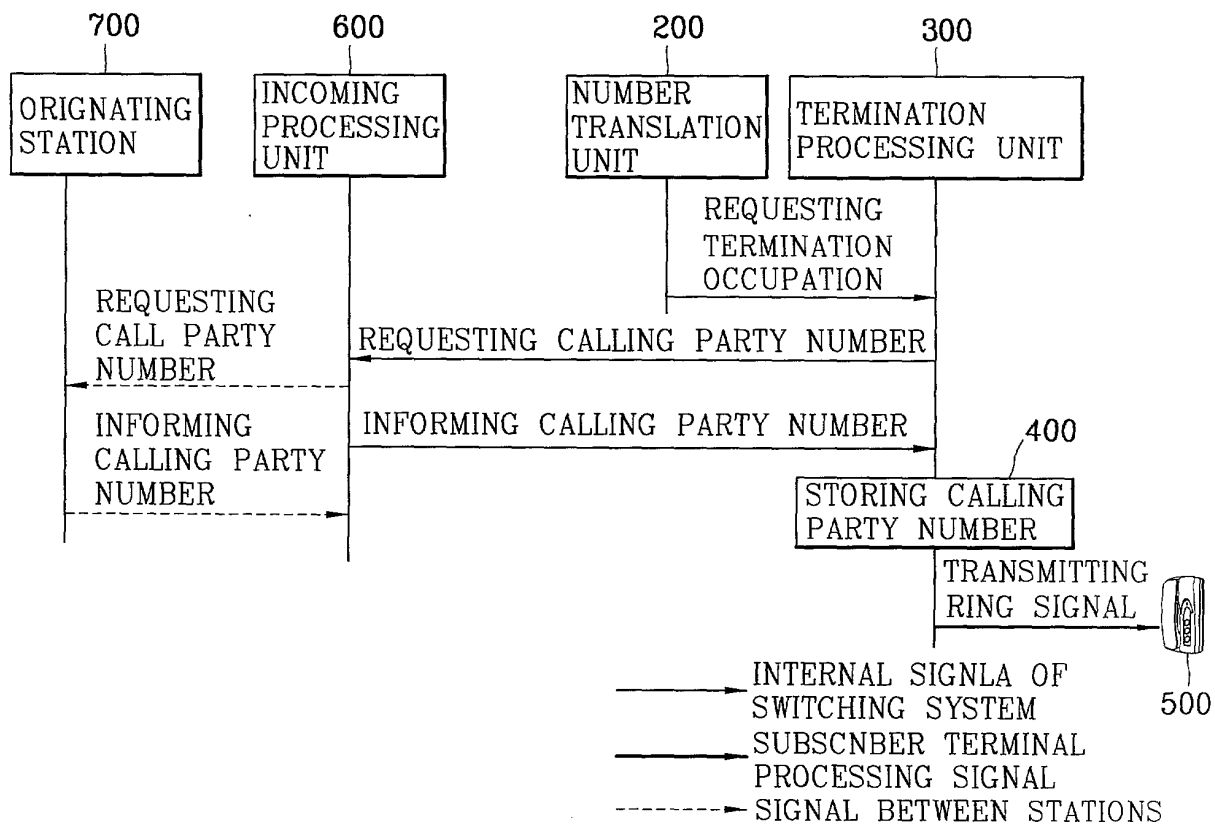 700
600
200
300
ORIGNATING
STATION
INCOMING
PROCESSING
UNIT
NUMBER
TRANSLATION
UNIT
TERMINATION
PROCESSING UNIT
REQUESTING
TERMINATION
OCCUPATION
REQUESTING
CALL PARTY
NUMBER
REQUESTING CALLING PARTY NUMBER
INFORMING
CALLING PARTY
NUMBER
INFORMING CALLING PARTY NUMBER
400
STORING CALLING
PARTY NUMBER
TRANSMITTING
RING SIGNAL
500
INTERNAL SIGNLA OF
SWITCHING SYSTEM
SUBSCNBER TERMINAL
PROCESSING SIGNAL
SIGNAL BETWEEN STATIONS